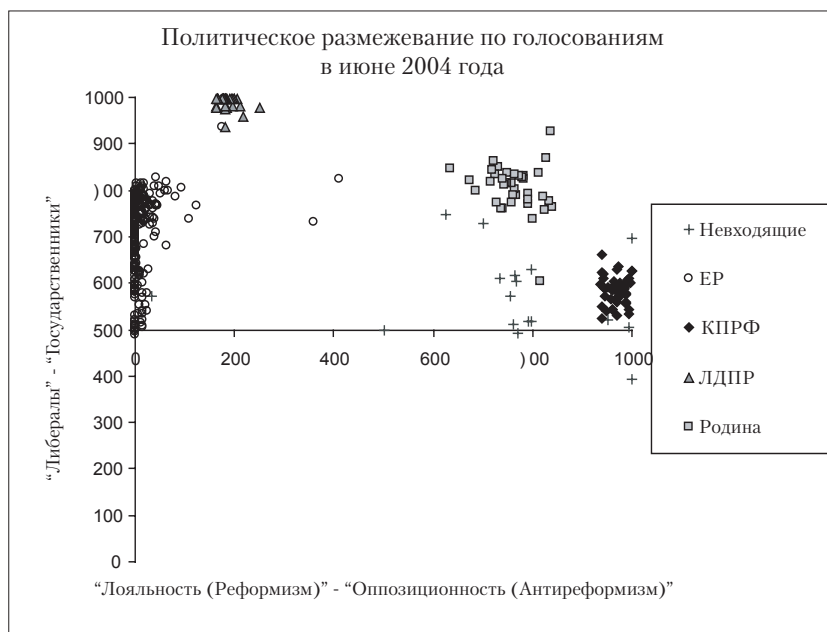 Политическое размежевание по голосованиям
в июне 2004 года
1000
900
) 00
700
600
500
400
300
200
100
0
0 200 400 600 ) 00 1000
“Либералы” - “Государственники”
“Лояльность (Реформизм)” - “Оппозиционность (Антиреформизм)”
Невходящие
ЕР
КПРФ
ЛДПР
Родина